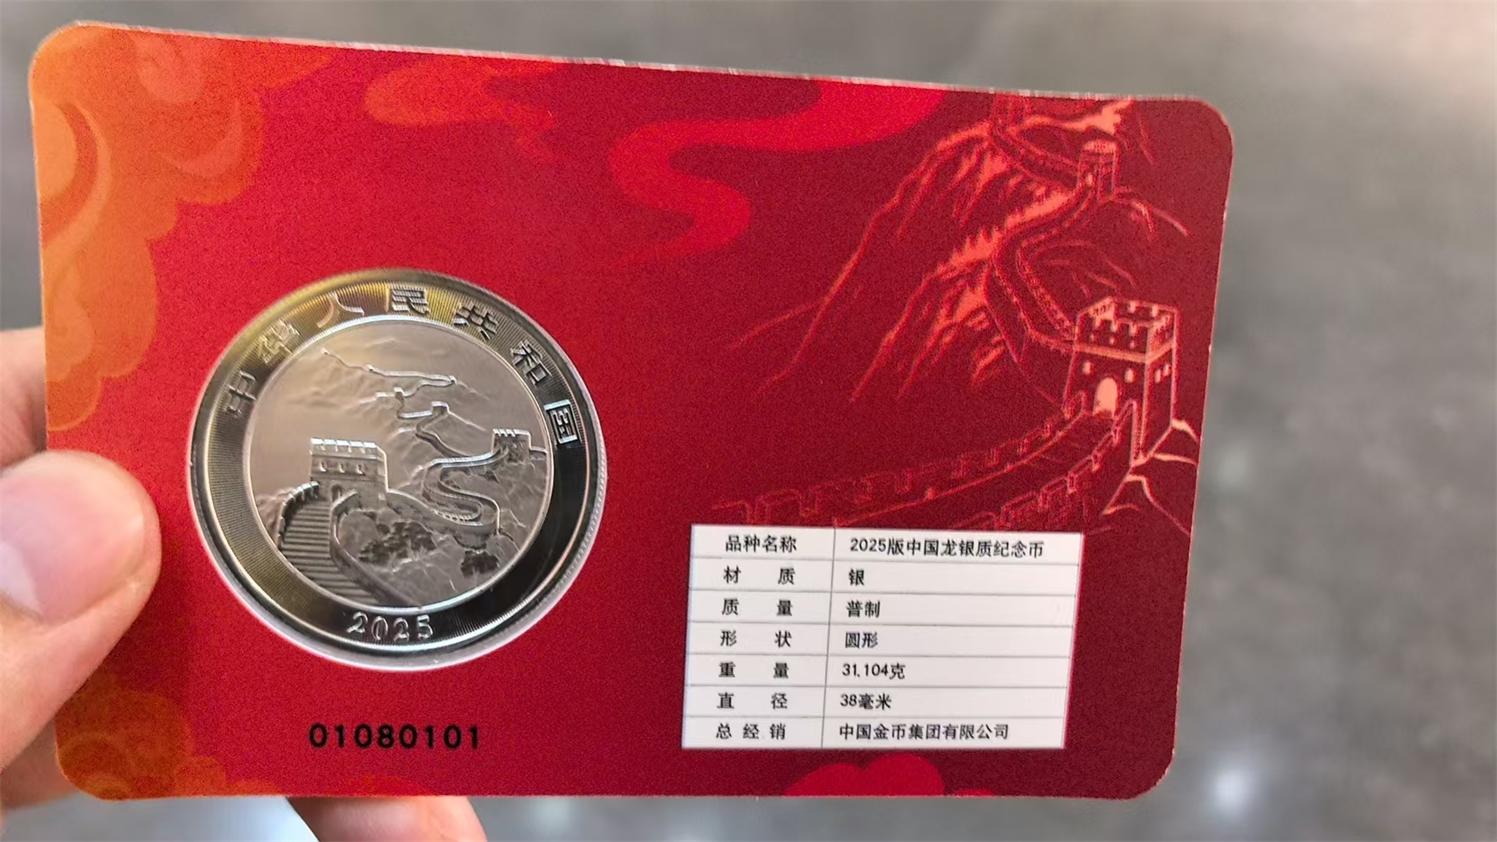 中华人民共和国
2025
01080101
品种名称 2025版中国龙银质纪念币
材 质 银
质 量 普制
形 状 圆形
重 量 31.104克
直 径 38毫米
总经销 中国金币集团有限公司